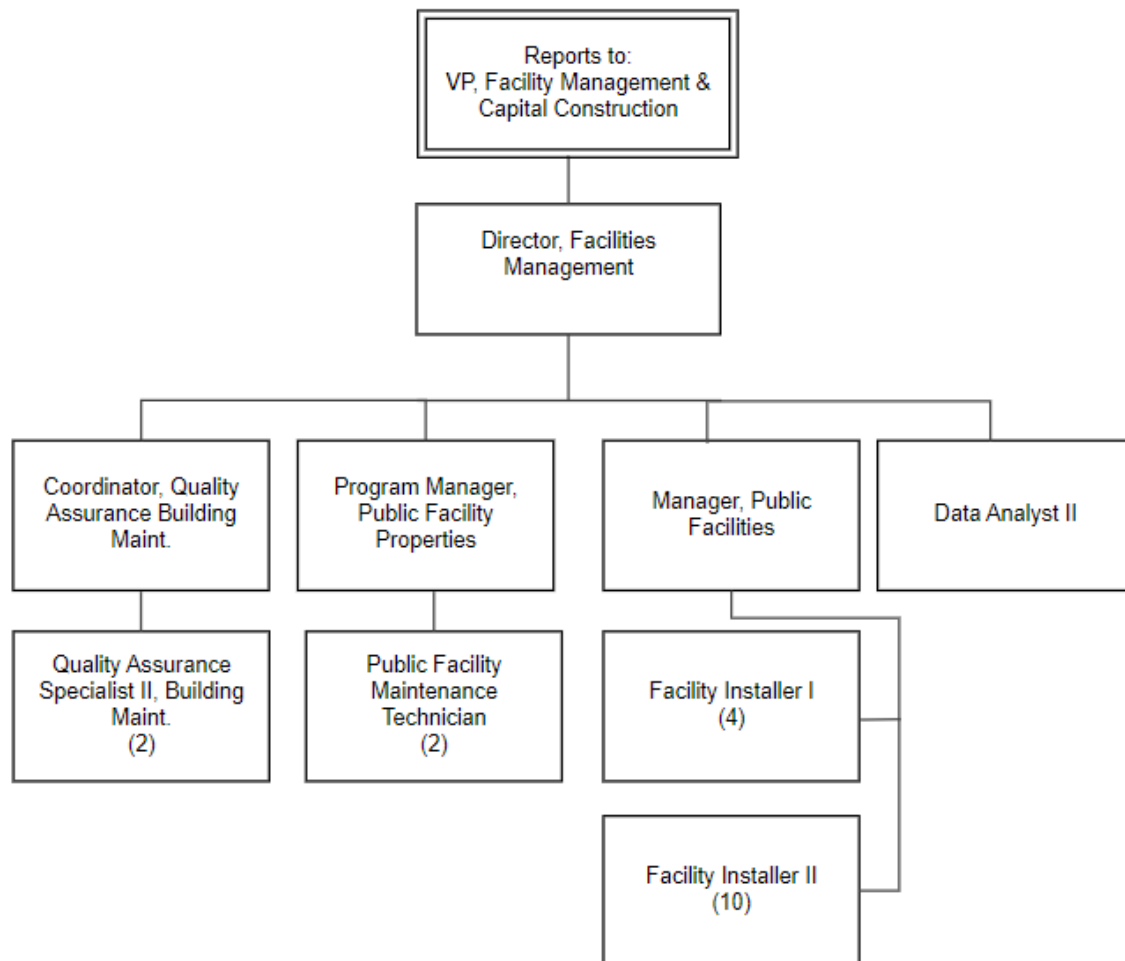 Reports to:
VP, Facility Management &
Capital Construction
Director, Facilities
Management
Coordinator, Quality
Assurance Building
Maint.
Program Manager,
Public Facility
Properties
Manager, Public
Facilities
Data Analyst II
Quality Assurance
Specialist II, Building
Maint.
(2)
Public Facility
Maintenance
Technician
(2)
Facility Installer I
(4)
Facility Installer II
(10)